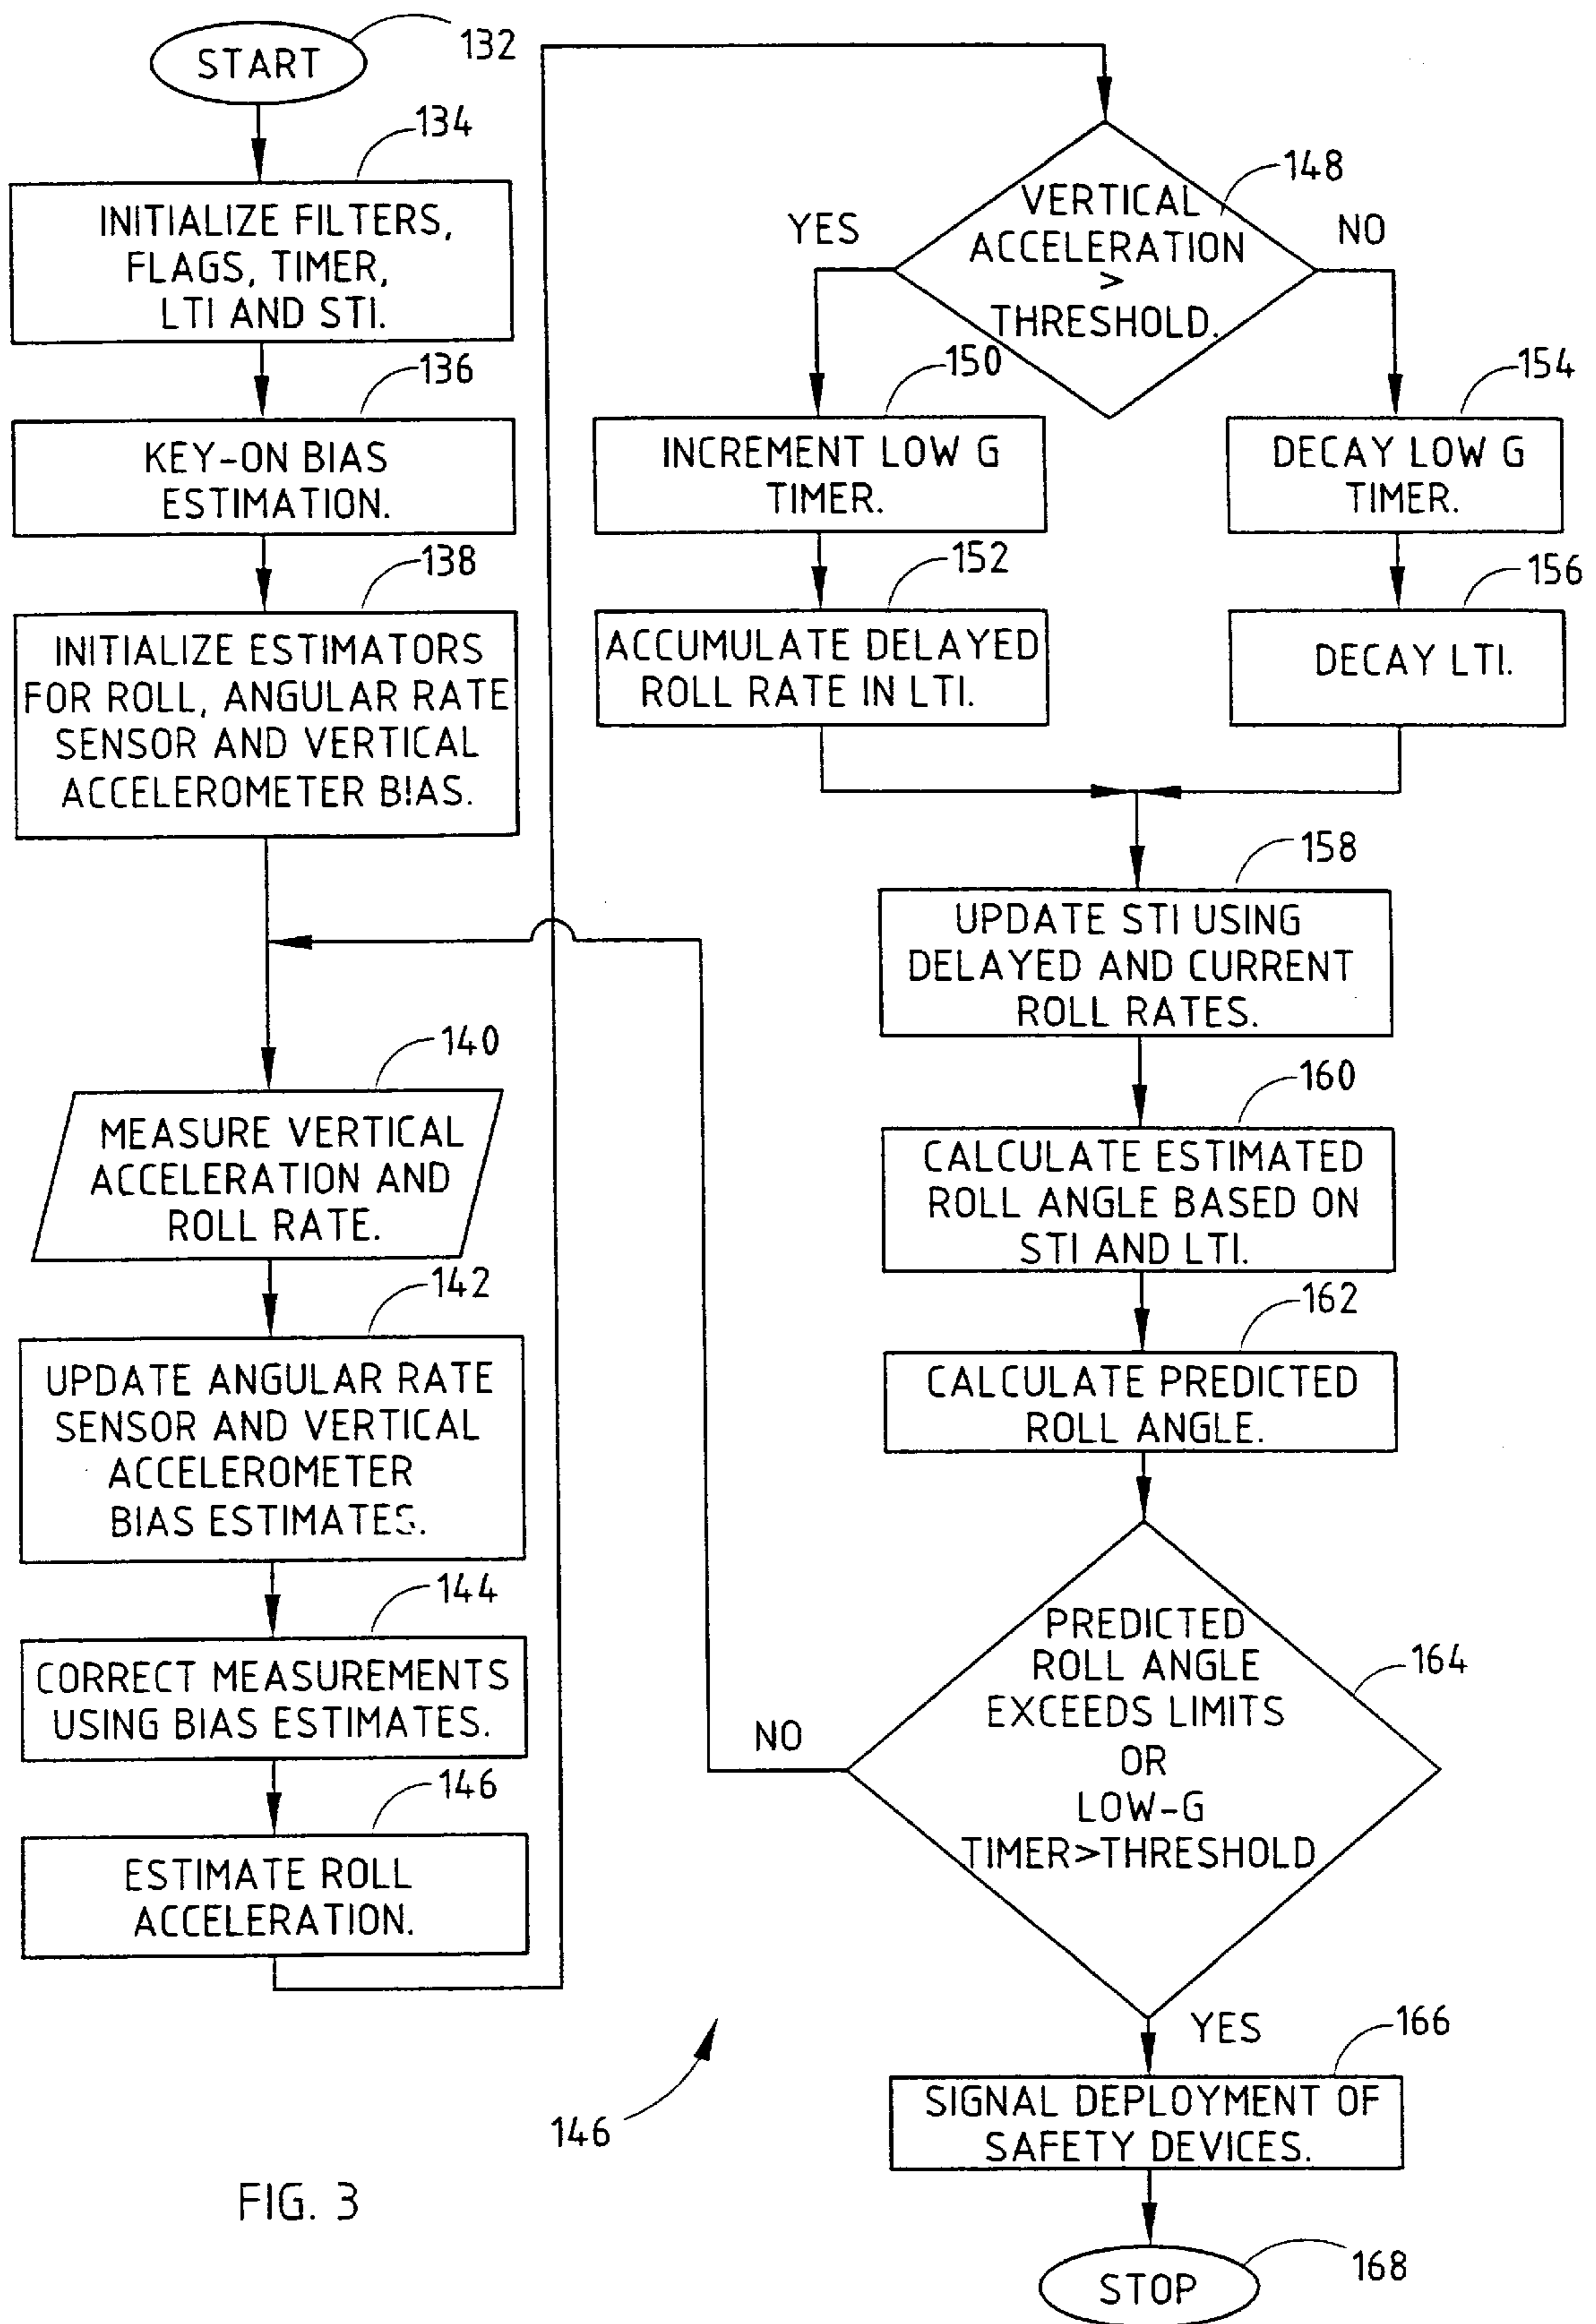 START
132
134
INITIALIZE FILTERS,
FLAGS, TIMER,
LTI AND STI.
136
KEY-ON BIAS
ESTIMATION.
138
INITIALIZE ESTIMATORS
FOR ROLL, ANGULAR RATE
SENSOR AND VERTICAL
ACCELEROMETER BIAS.
140
MEASURE VERTICAL
ACCELERATION AND
ROLL RATE.
142
UPDATE ANGULAR RATE
SENSOR AND VERTICAL
ACCELEROMETER
BIAS ESTIMATES.
144
CORRECT MEASUREMENTS
USING BIAS ESTIMATES.
146
ESTIMATE ROLL
ACCELERATION.
148
VERTICAL
ACCELERATION
>
THRESHOLD.
YES
NO
150
INCREMENT LOW G
TIMER.
152
ACCUMULATE DELAYED
ROLL RATE IN LTI.
154
DECAY LOW G
TIMER.
156
DECAY LTI.
158
UPDATE STI USING
DELAYED AND CURRENT
ROLL RATES.
160
CALCULATE ESTIMATED
ROLL ANGLE BASED ON
STI AND LTI.
162
CALCULATE PREDICTED
ROLL ANGLE.
164
PREDICTED
ROLL ANGLE
EXCEEDS LIMITS
OR
LOW-G
TIMER>THRESHOLD
NO
YES
166
SIGNAL DEPLOYMENT OF
SAFETY DEVICES.
168
STOP
146
FIG. 3